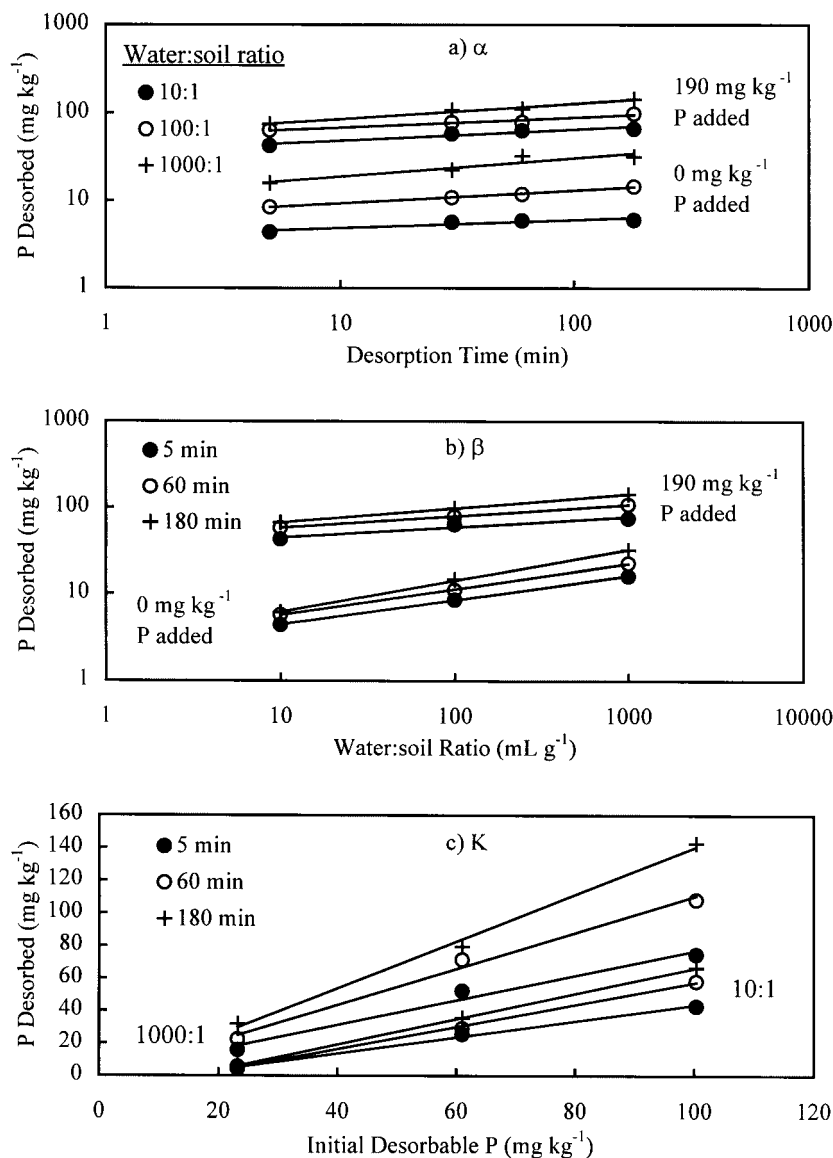 a) α
Water:soil ratio
10:1
100:1
1000:1
190 mg kg⁻¹
P added
0 mg kg⁻¹
P added
P Desorbed (mg kg⁻¹)
1000
100
10
1
1 10 100 1000
Desorption Time (min)
b) β
5 min
60 min
180 min
190 mg kg⁻¹
P added
0 mg kg⁻¹
P added
P Desorbed (mg kg⁻¹)
1000
100
10
1
1 10 100 1000 10000
Water:soil Ratio (mL g⁻¹)
c) K
5 min
60 min
180 min
1000:1
10:1
P Desorbed (mg kg⁻¹)
160
140
120
100
80
60
40
20
0
0 20 40 60 80 100 120
Initial Desorbable P (mg kg⁻¹)